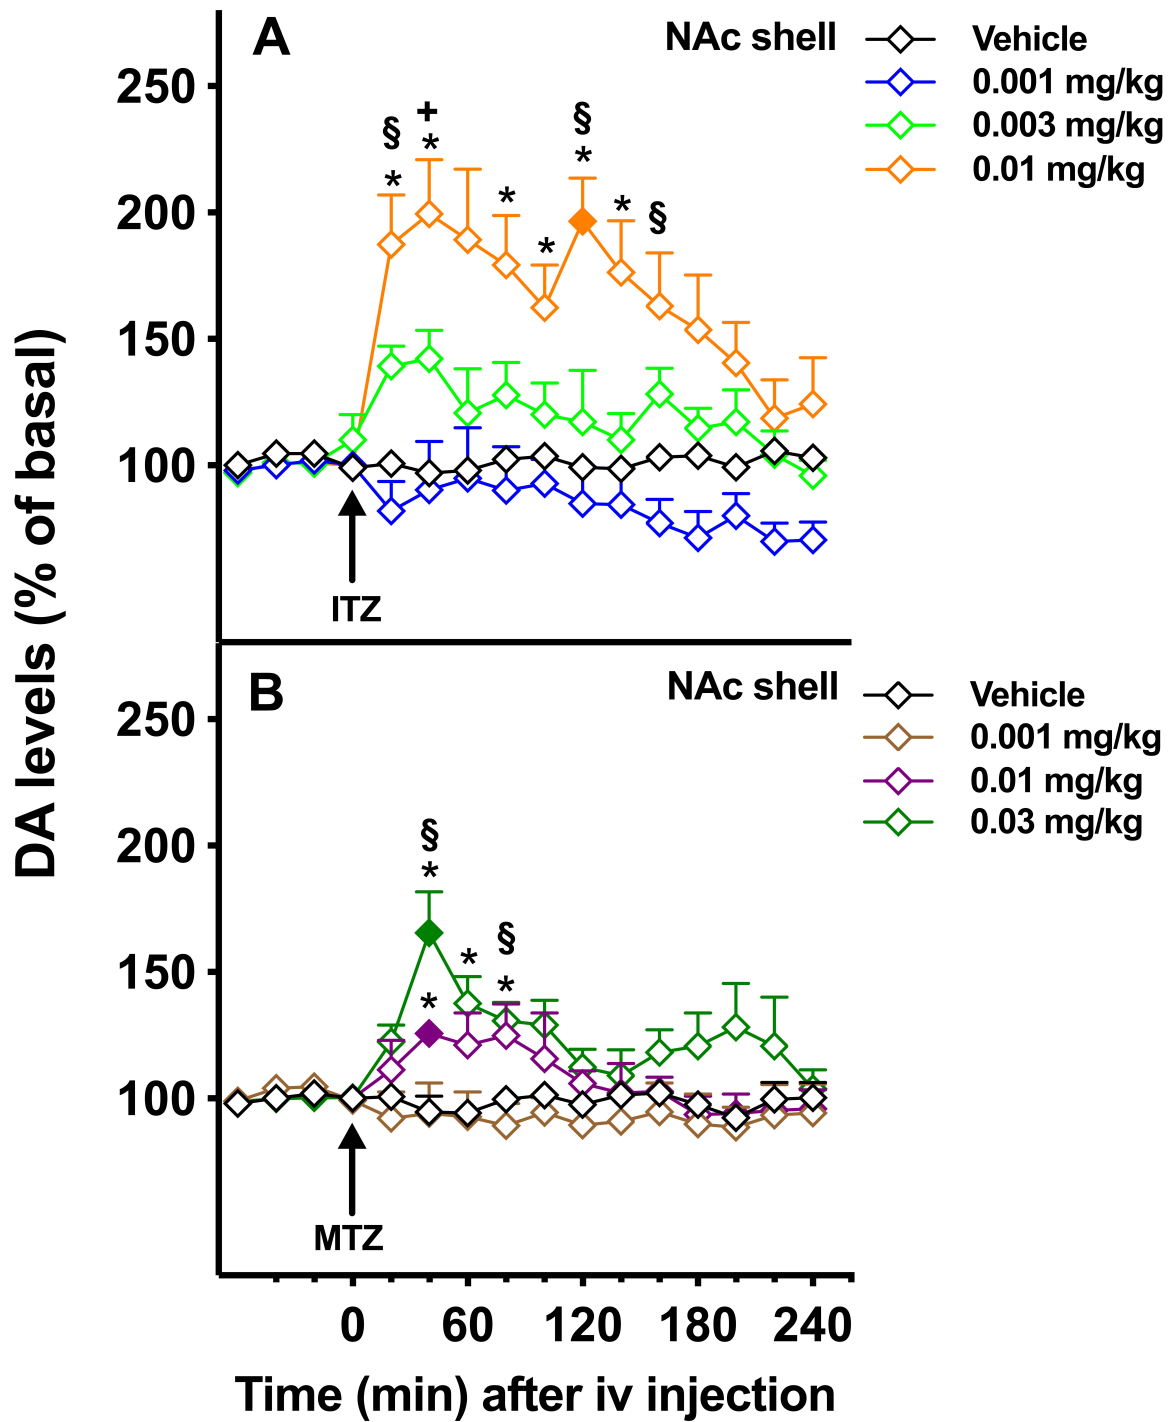 A
NAc shell
Vehicle
0.001 mg/kg
0.003 mg/kg
0.01 mg/kg
250
200
150
100
§
*
+
*
*
*
§
*
*
§
ITZ
DA levels (% of basal)
B
NAc shell
Vehicle
0.001 mg/kg
0.01 mg/kg
0.03 mg/kg
250
200
150
100
§
*
*
*
§
*
MTZ
0 60 120 180 240
Time (min) after iv injection